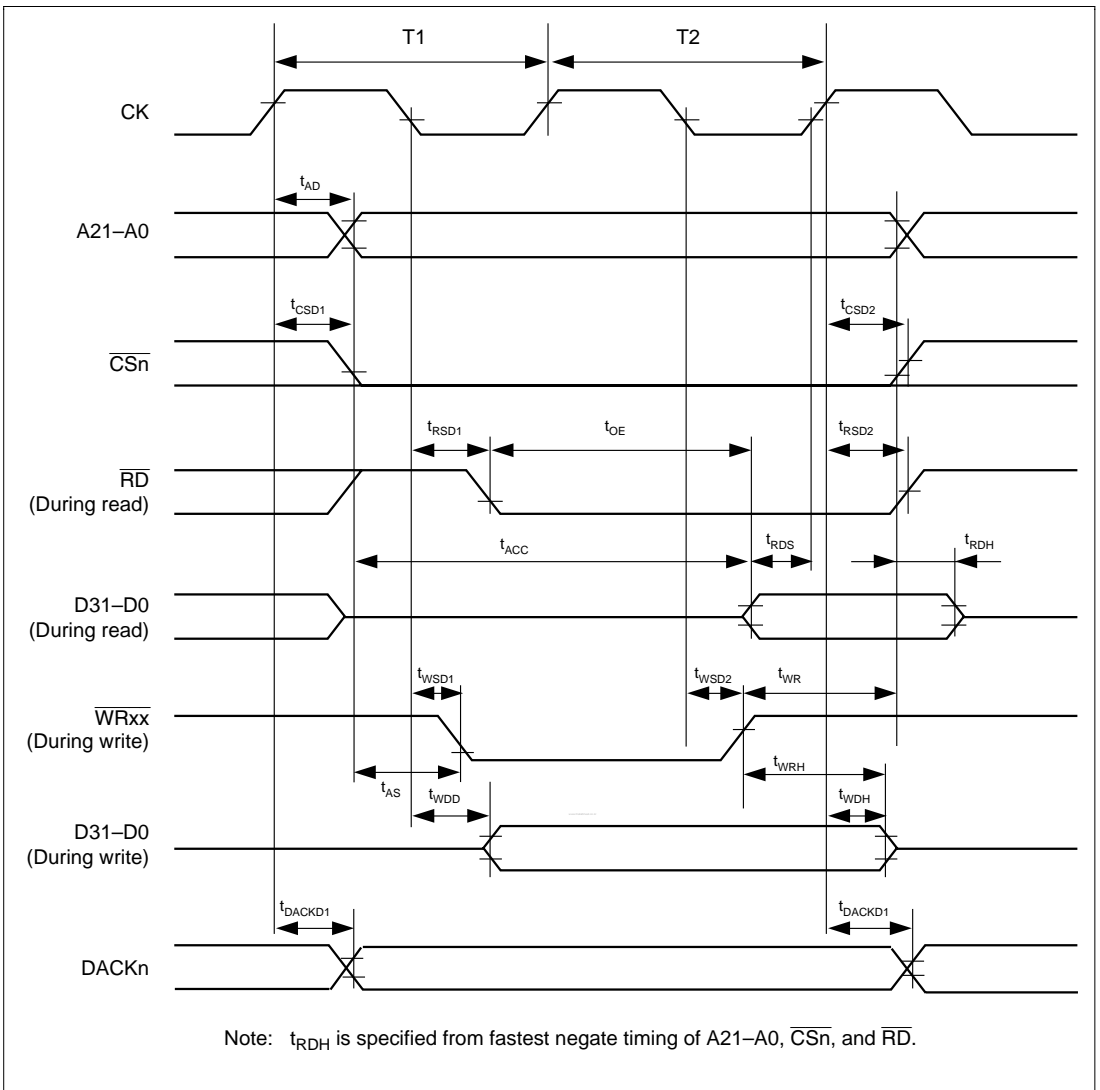 T1 T2
CK
tAD
A21–A0
tCSD1 tCSD2
CSn
tRSD1 tOE tRSD2
RD
(During read)
tACC tRDS tRDH
D31–D0
(During read)
tWSD1 tWSD2 tWR
WRxx
(During write)
tAS tWDD tWRH tWDH
D31–D0
(During write)
tDACKD1 tDACKD1
DACKn
Note: tRDH is specified from fastest negate timing of A21–A0, CSn, and RD.